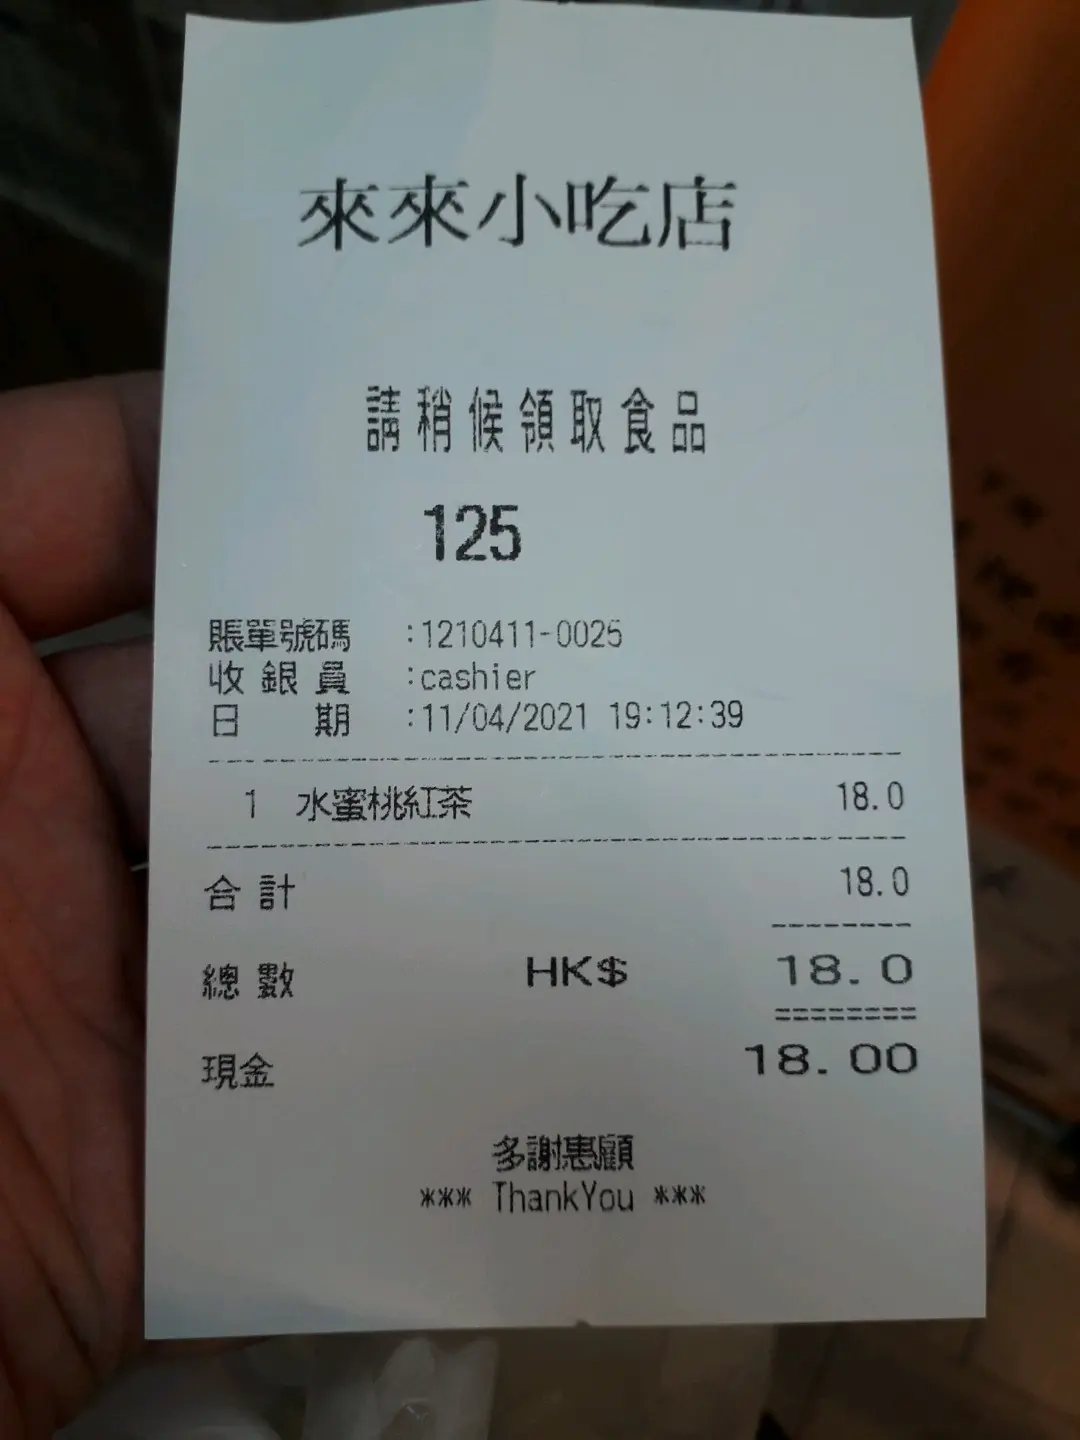 來來小吃店
請稍候領取食品
125
賬單號碼 :1210411-0025
收銀員 :cashier
日期 :11/04/2021 19:12:39
1 水蜜桃紅茶 18.0
合計 18.0
總數 HK$ 18.0
現金 18.00
多謝惠顧
*** ThankYou ***